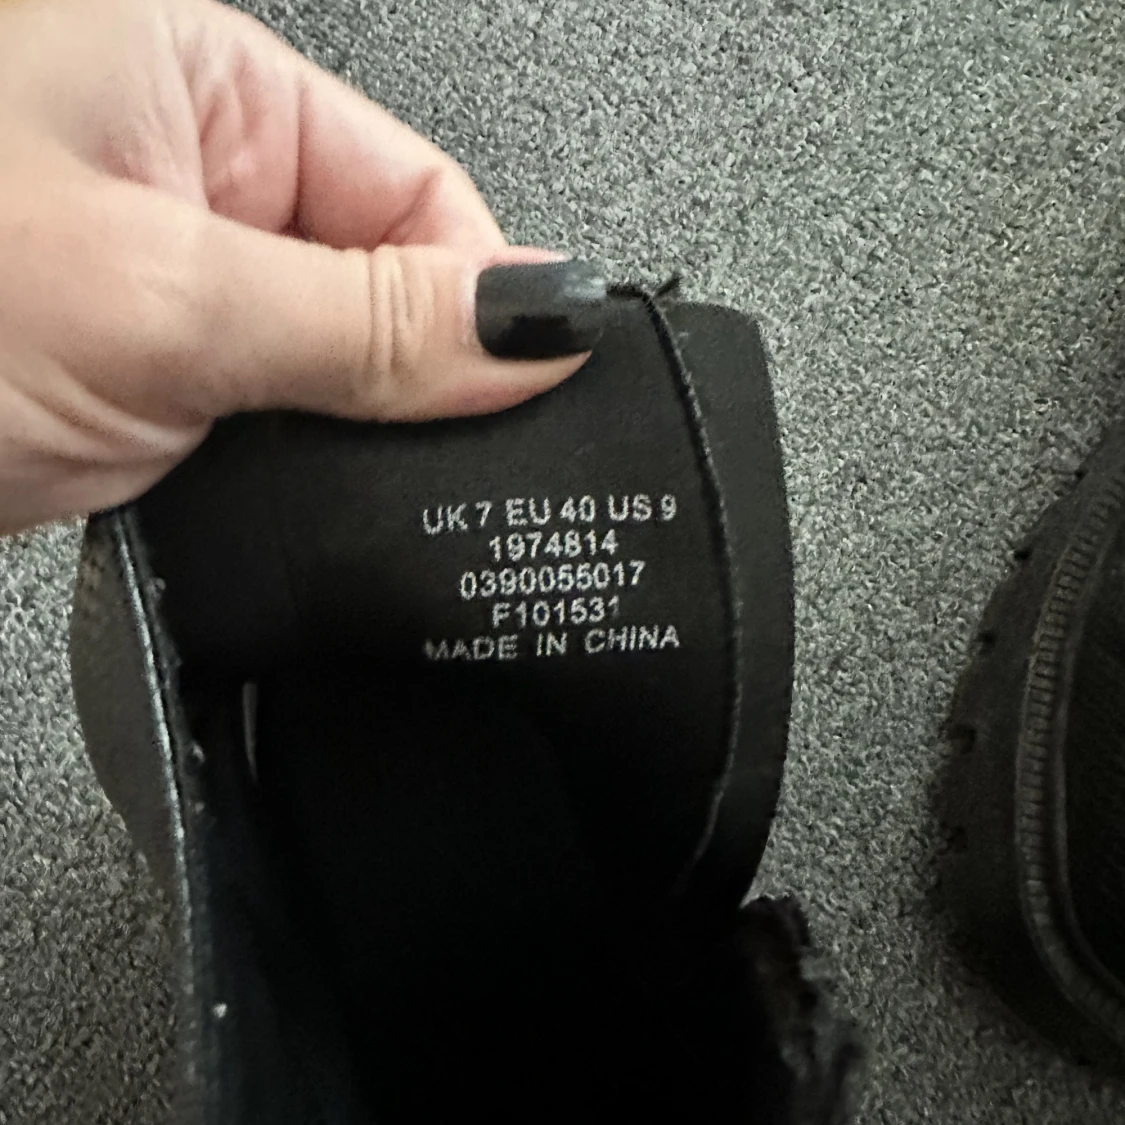 UK 7 EU 40 US 9
1974814
0390055017
F101531
MADE IN CHINA